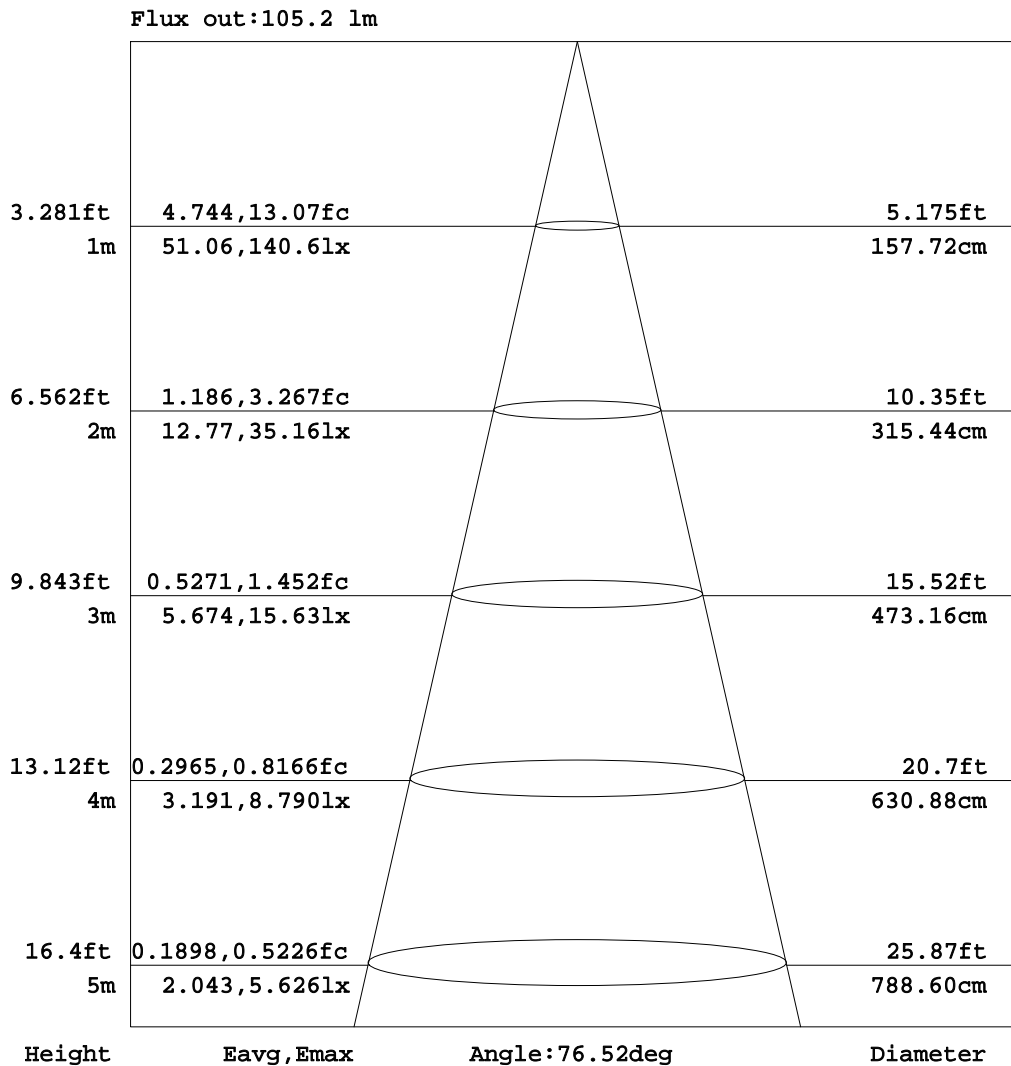 Flux out:105.2 lm
3.281ft 4.744,13.07fc 5.175ft
1m 51.06,140.6lx 157.72cm
6.562ft 1.186,3.267fc 10.35ft
2m 12.77,35.16lx 315.44cm
9.843ft 0.5271,1.452fc 15.52ft
3m 5.674,15.63lx 473.16cm
13.12ft 0.2965,0.8166fc 20.7ft
4m 3.191,8.790lx 630.88cm
16.4ft 0.1898,0.5226fc 25.87ft
5m 2.043,5.626lx 788.60cm
Height Eavg,Emax Angle:76.52deg Diameter